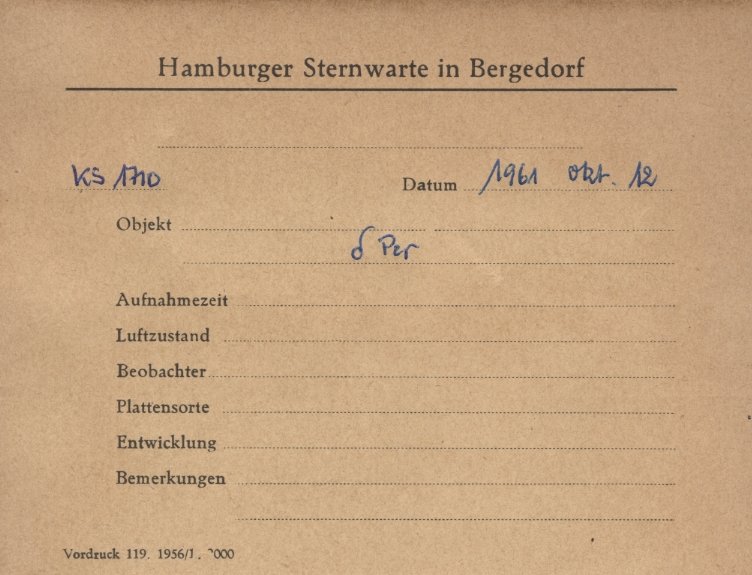 Hamburger Sternwarte in Bergedorf
KS 1710 Datum 1961 Okt. 12
Objekt
δ Per
Aufnahmezeit
Luftzustand
Beobachter
Plattensorte
Entwicklung
Bemerkungen
Vordruck 119. 1956/1.